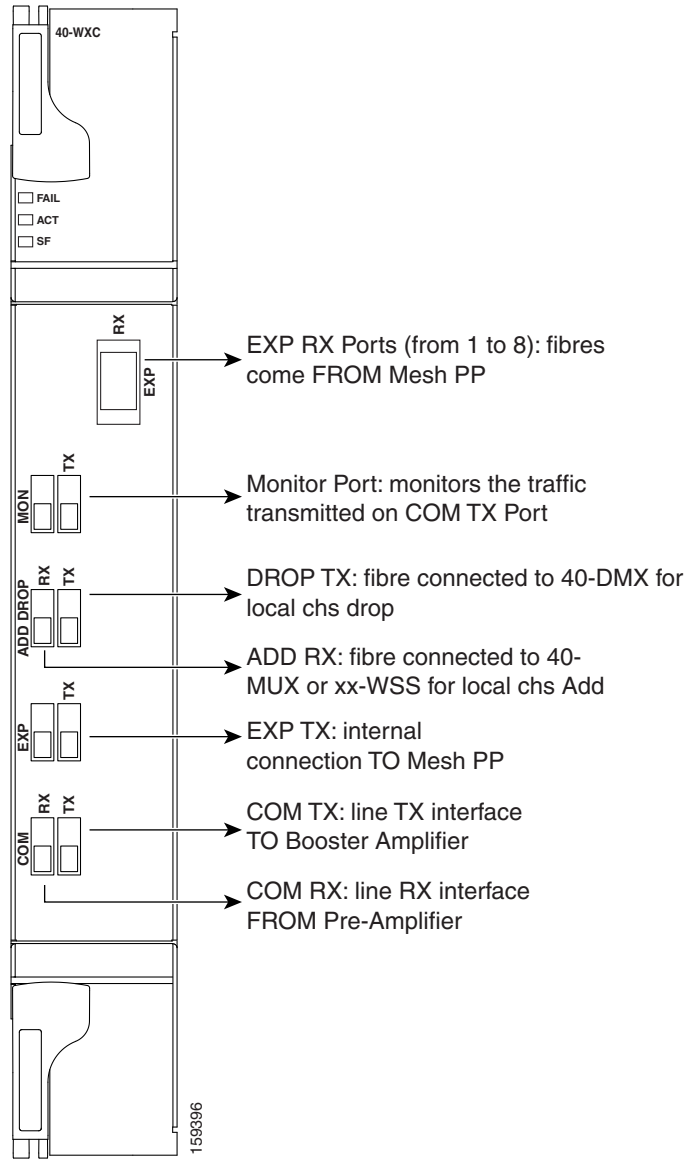 40-WXC
FAIL
ACT
SF
RX
EXP
EXP RX Ports (from 1 to 8): fibres
come FROM Mesh PP
MON
TX
Monitor Port: monitors the traffic
transmitted on COM TX Port
ADD DROP
RX
TX
DROP TX: fibre connected to 40-DMX for
local chs drop
ADD RX: fibre connected to 40-
MUX or xx-WSS for local chs Add
EXP
TX
EXP TX: internal
connection TO Mesh PP
COM
RX
TX
COM TX: line TX interface
TO Booster Amplifier
COM RX: line RX interface
FROM Pre-Amplifier
159396